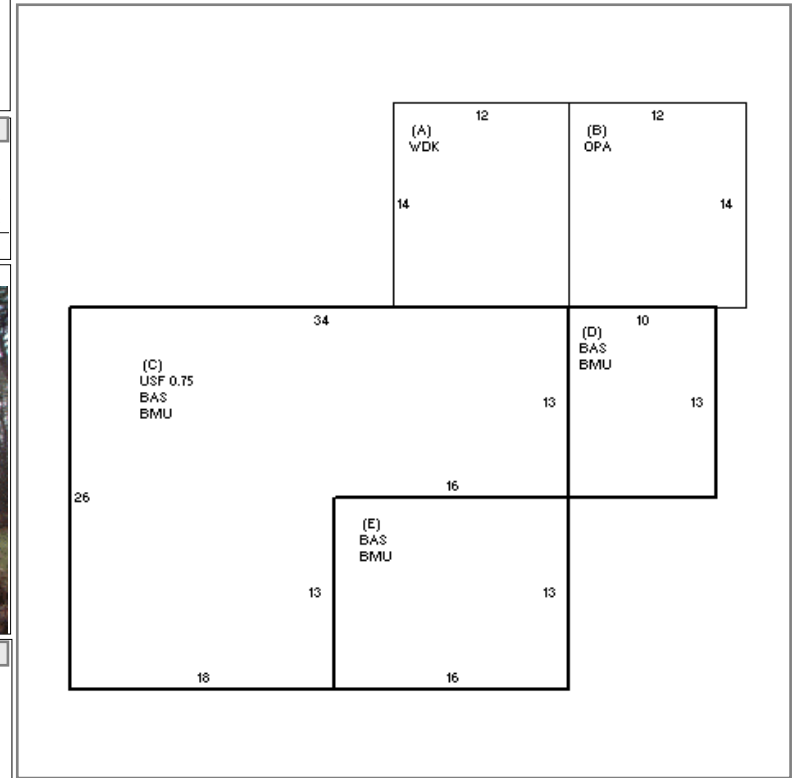 12
12
(A)
WDK
(B)
OPA
14
14
34
10
(C)
USF 0.75
BAS
BMU
(D)
BAS
BMU
13
13
26
16
(E)
BAS
BMU
13
13
18
16